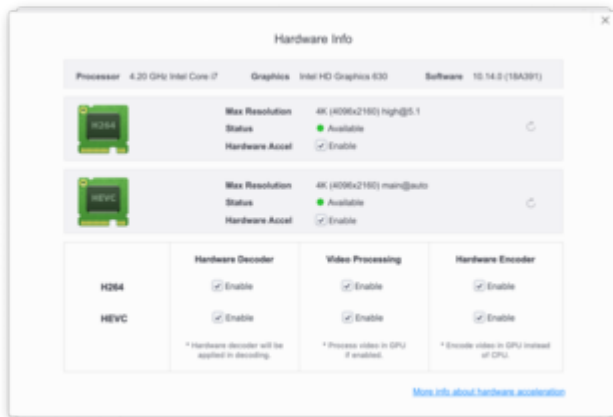 Hardware Info
Processor 4.20 GHz Intel Core i7 Graphics Intel HD Graphics 630 Software 10.14.0 (18A391)
H264
Max Resolution 4K (4096x2160) high@5.1
Status Available
Hardware Accel Enable
HEVC
Max Resolution 4K (4096x2160) main@auto
Status Available
Hardware Accel Enable
Hardware Decoder Video Processing Hardware Encoder
H264 Enable Enable Enable
HEVC Enable Enable Enable
* Hardware decoder will be * Process video in GPU * Encode video in GPU instead
applied in decoding. if enabled. of CPU.
More info about hardware acceleration